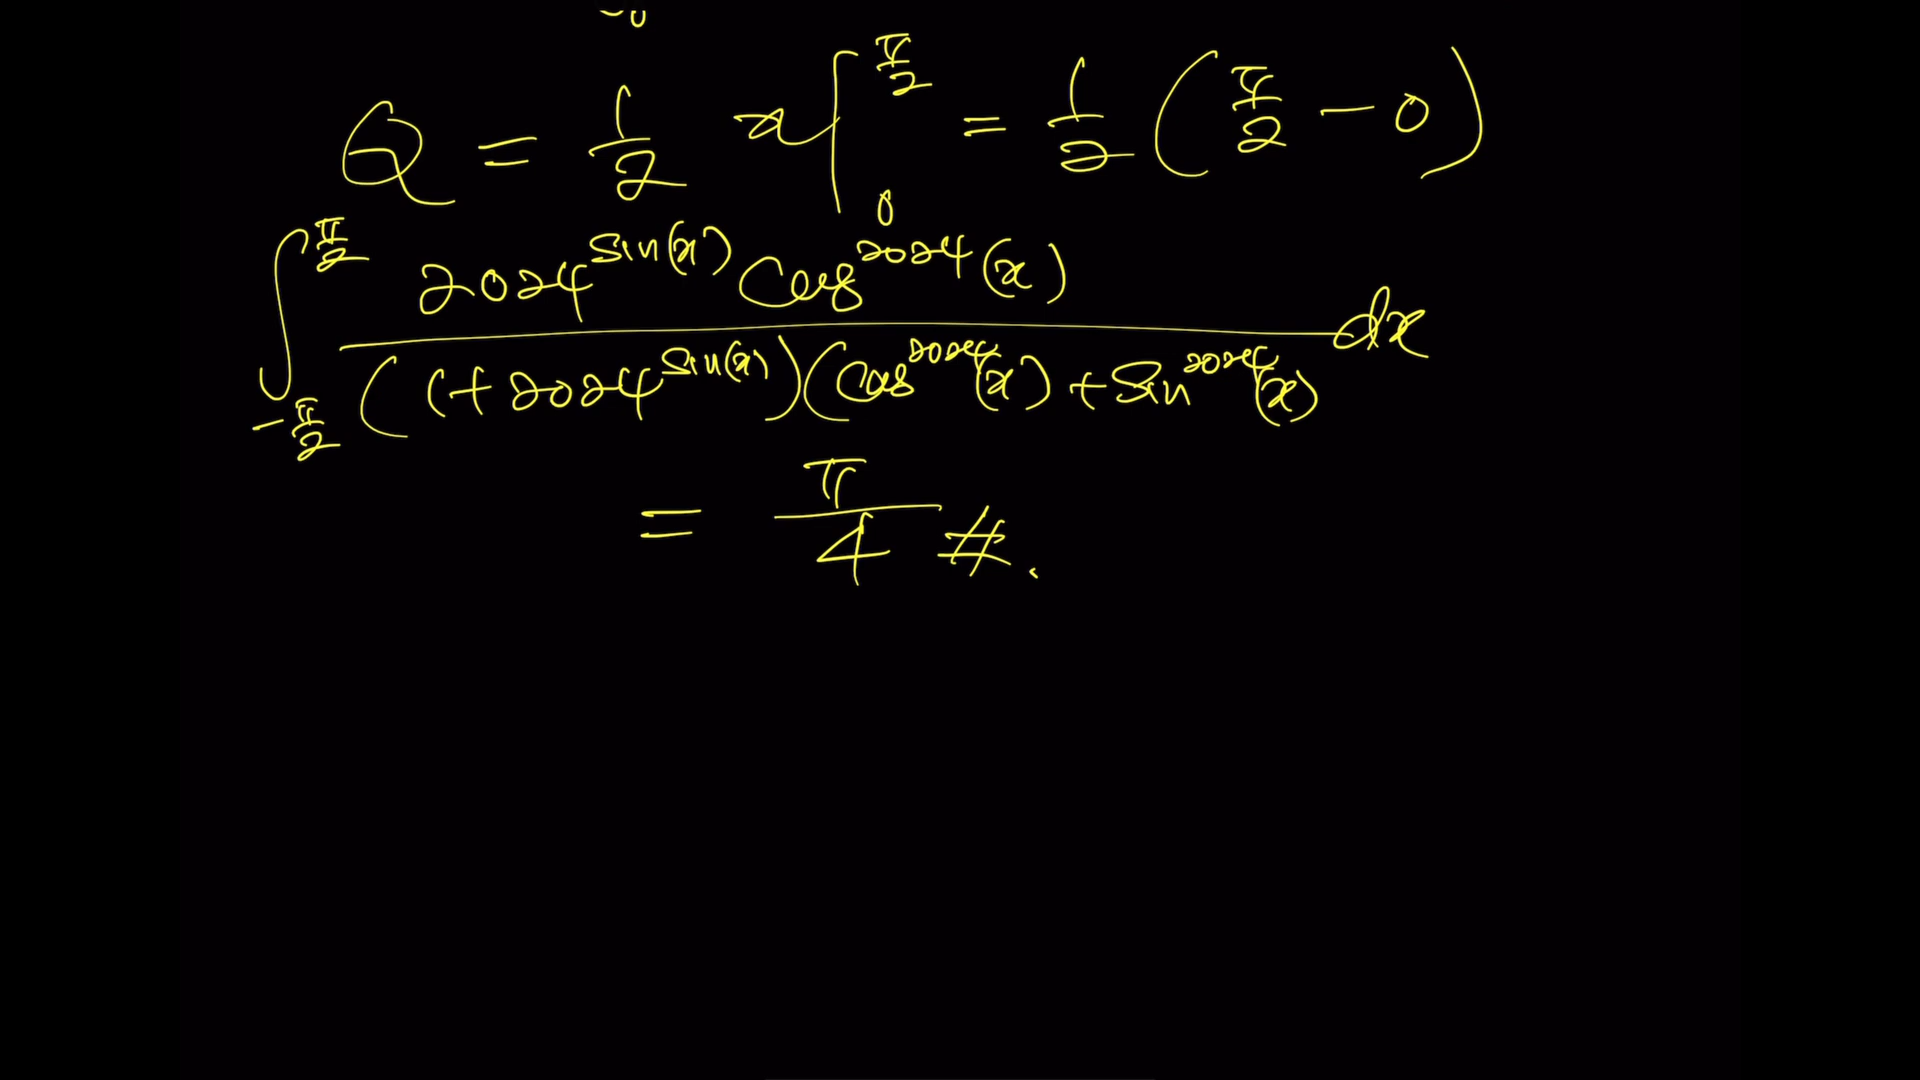 Q = 1/2 x |_0^{π/2} = 1/2 (π/2 - 0)
∫_{-π/2}^{π/2} 2024^{sin(x)} Cos^{2024}(x) / (1+2024^{sin(x)})(Cos^{2024}(x) + Sin^{2024}(x) dx
= π/4 #.